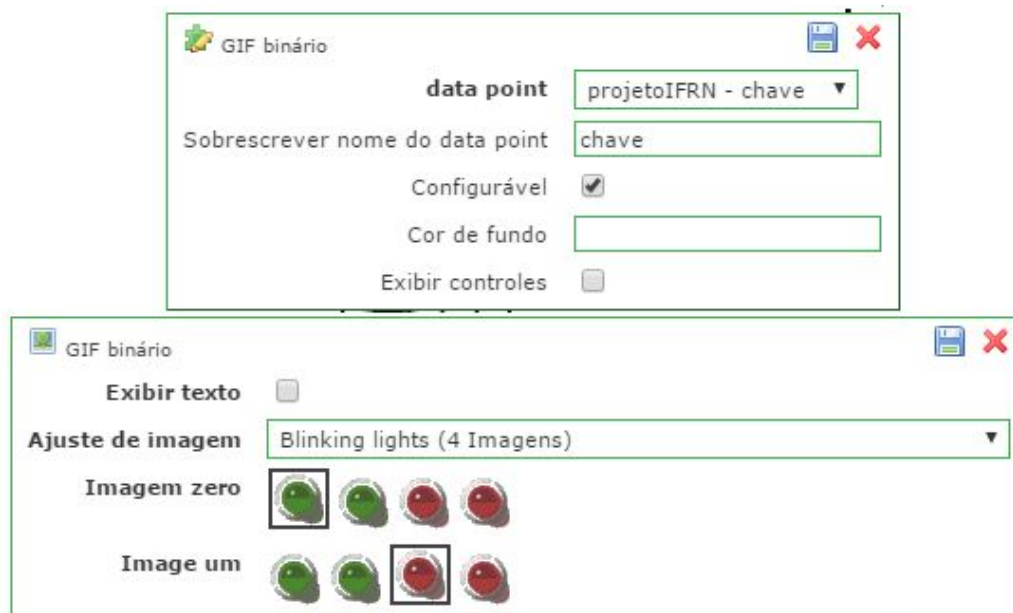 GIF binário
data point projetoIFRN - chave
Sobrescrever nome do data point chave
Configurável
Cor de fundo
Exibir controles
GIF binário
Exibir texto
Ajuste de imagem Blinking lights (4 Imagens)
Imagem zero
Image um